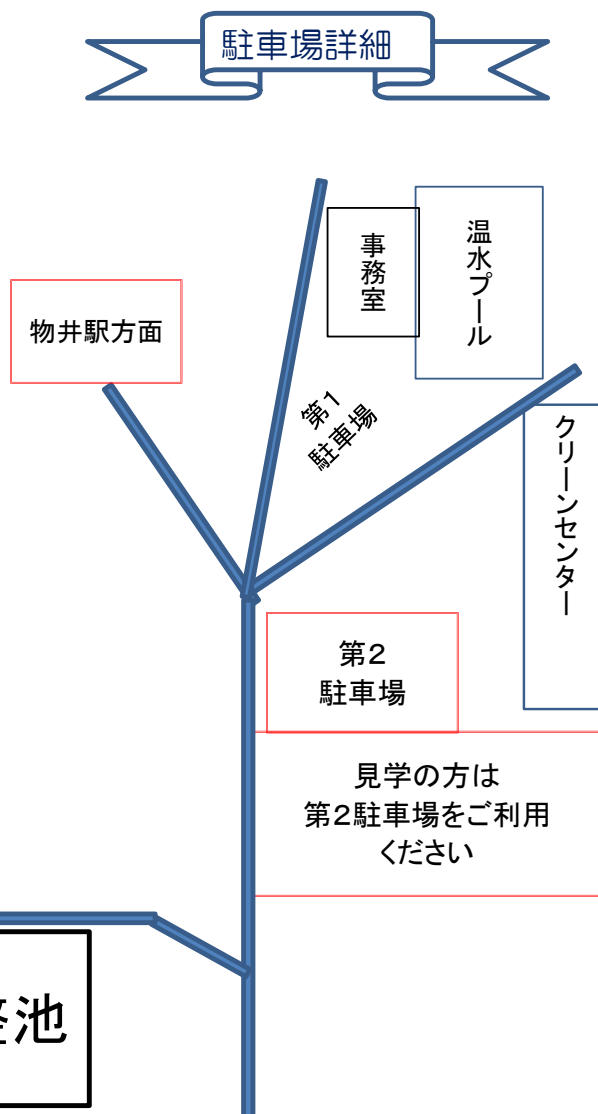 駐車場詳細
事務室
温水プール
物井駅方面
第1
駐車場
クリーンセンター
第2
駐車場
見学の方は
第2駐車場をご利用
ください
池